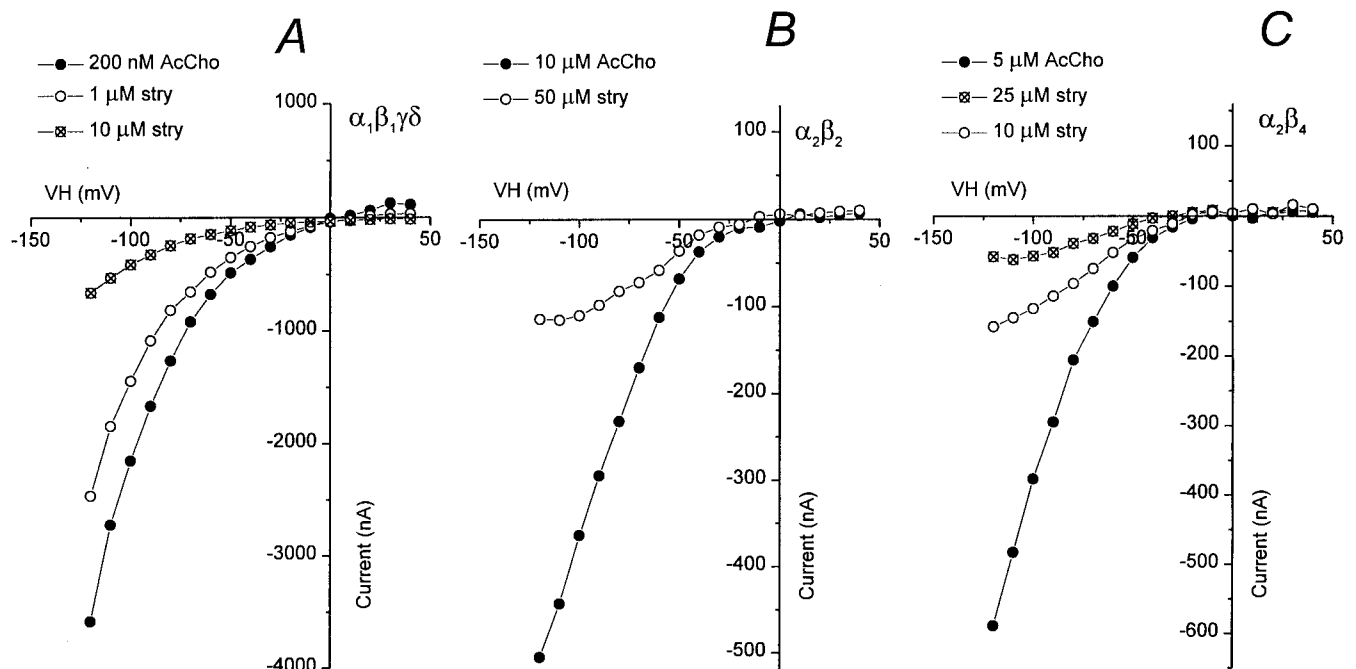 A
200 nM AcCho
1 μM stry
10 μM stry
α1β1γδ
VH (mV)
1000
-150
-100
-50
0
50
-1000
-2000
-3000
-4000
Current (nA)
B
10 μM AcCho
50 μM stry
α2β2
VH (mV)
100
-150
-100
-50
0
50
-100
-200
-300
-400
-500
Current (nA)
C
5 μM AcCho
25 μM stry
10 μM stry
α2β4
VH (mV)
100
-150
-100
-50
0
50
-100
-200
-300
-400
-500
-600
Current (nA)